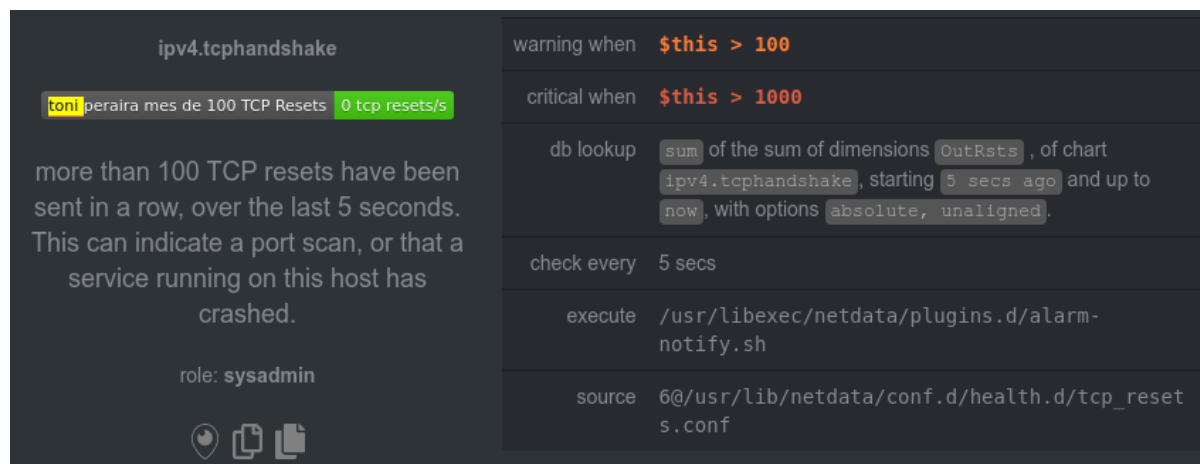 ipv4.tcphandshake
toni peraira mes de 100 TCP Resets 0 tcp resets/s
more than 100 TCP resets have been
sent in a row, over the last 5 seconds.
This can indicate a port scan, or that a
service running on this host has
crashed.
role: sysadmin
warning when $this > 100
critical when $this > 1000
db lookup sum of the sum of dimensions OutRsts , of chart
ipv4.tcphandshake, starting 5 secs ago and up to
now, with options absolute, unaligned.
check every 5 secs
execute /usr/libexec/netdata/plugins.d/alarm-
notify.sh
source 6@/usr/lib/netdata/conf.d/health.d/tcp_reset
s.conf